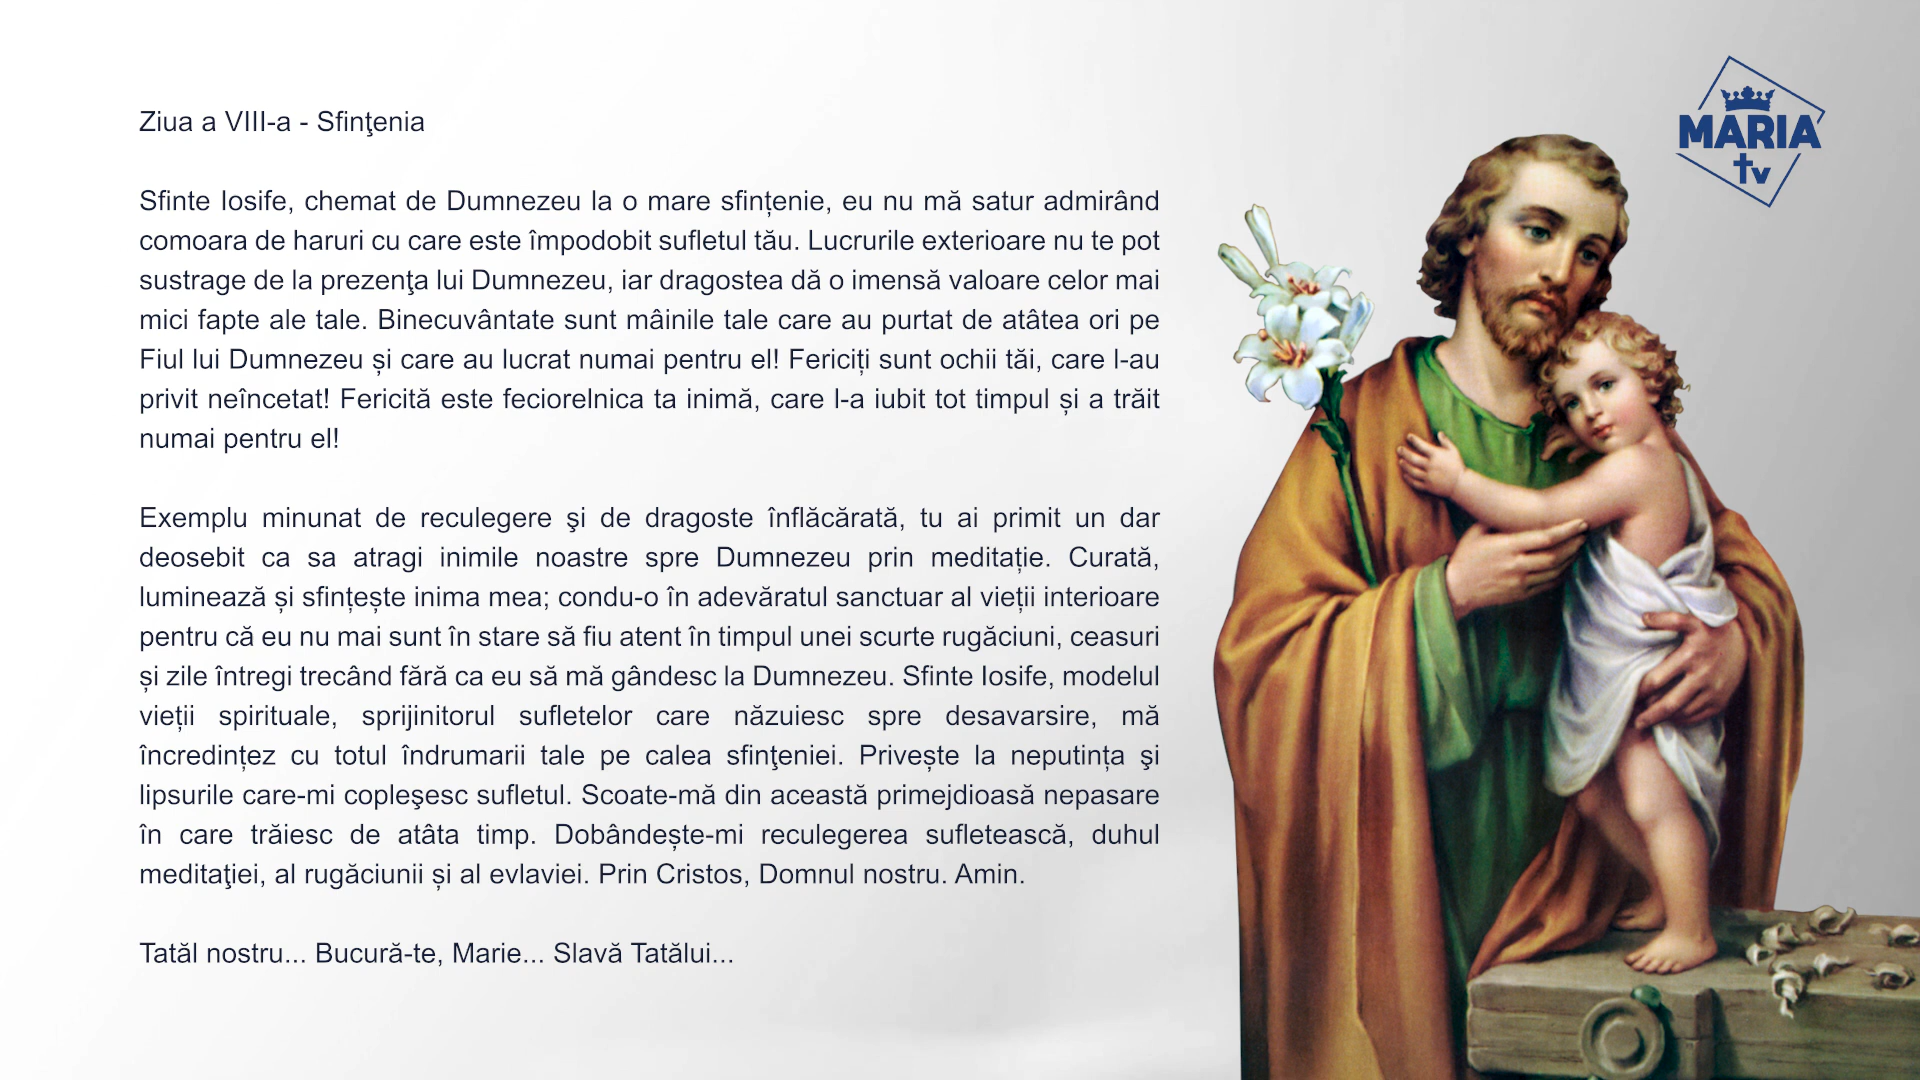 Ziua a VIII-a - Sfinţenia
Sfinte Iosife, chemat de Dumnezeu la o mare sfințenie, eu nu mă satur admirând
comoara de haruri cu care este împodobit sufletul tău. Lucrurile exterioare nu te pot
sustrage de la prezenţa lui Dumnezeu, iar dragostea dă o imensă valoare celor mai
mici fapte ale tale. Binecuvântate sunt mâinile tale care au purtat de atâtea ori pe
Fiul lui Dumnezeu și care au lucrat numai pentru el! Fericiți sunt ochii tăi, care l-au
privit neîncetat! Fericită este feciorelnica ta inimă, care l-a iubit tot timpul și a trăit
numai pentru el!
Exemplu minunat de reculegere şi de dragoste înflăcărată, tu ai primit un dar
deosebit ca sa atragi inimile noastre spre Dumnezeu prin meditație. Curată,
luminează și sfințește inima mea; condu-o în adevăratul sanctuar al vieții interioare
pentru că eu nu mai sunt în stare să fiu atent în timpul unei scurte rugăciuni, ceasuri
și zile întregi trecând fără ca eu să mă gândesc la Dumnezeu. Sfinte Iosife, modelul
vieții spirituale, sprijinitorul sufletelor care năzuiesc spre desavarsire, mă
încredințez cu totul îndrumarii tale pe calea sfinţeniei. Privește la neputința şi
lipsurile care-mi copleşesc sufletul. Scoate-mă din această primejdioasă nepasare
în care trăiesc de atâta timp. Dobândește-mi reculegerea sufletească, duhul
meditaţiei, al rugăciunii și al evlaviei. Prin Cristos, Domnul nostru. Amin.
Tatăl nostru... Bucură-te, Marie... Slavă Tatălui...
MARIA
tv